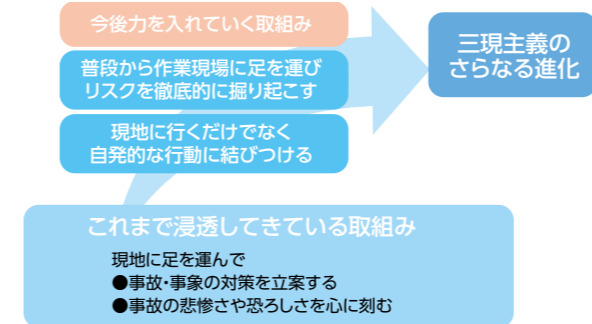 今後力を入れていく取組み
普段から作業現場に足を運び
リスクを徹底的に掘り起こす
現地に行くだけでなく
自発的な行動に結びつける
三現主義の
さらなる進化
これまで浸透してきている取組み
現地に足を運んで
●事故・事象の対策を立案する
●事故の悲惨さや恐ろしさを心に刻む